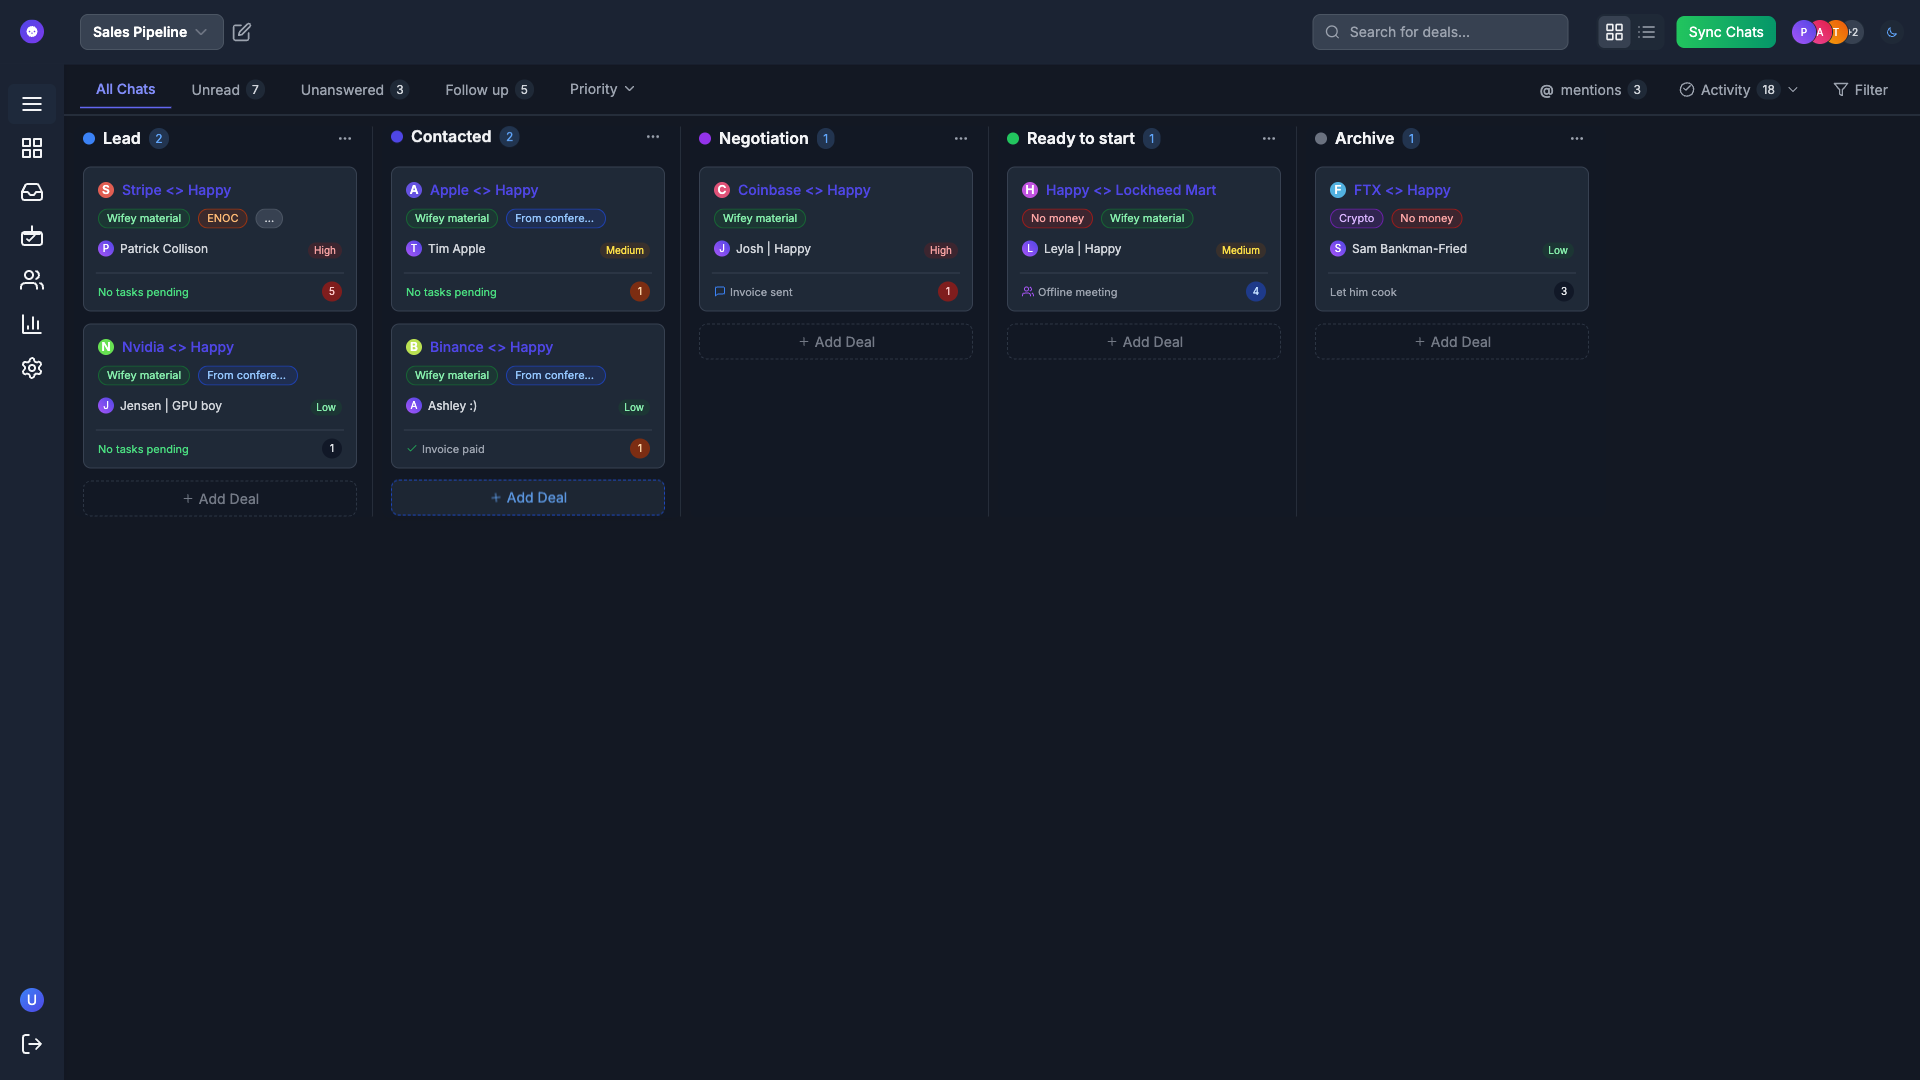 Sales Pipeline
Search for deals...
Sync Chats
P A T +2
All Chats
Unread 7
Unanswered 3
Follow up 5
Priority
@ mentions 3
Activity 18
Filter
Lead 2
S Stripe <> Happy
Wifey material ENOC ...
P Patrick Collison High
No tasks pending 5
N Nvidia <> Happy
Wifey material From confere...
J Jensen | GPU boy Low
No tasks pending 1
+ Add Deal
Contacted 2
A Apple <> Happy
Wifey material From confere...
T Tim Apple Medium
No tasks pending 1
B Binance <> Happy
Wifey material From confere...
A Ashley :) Low
Invoice paid 1
+ Add Deal
Negotiation 1
C Coinbase <> Happy
Wifey material
J Josh | Happy High
Invoice sent 1
+ Add Deal
Ready to start 1
H Happy <> Lockheed Mart
No money Wifey material
L Leyla | Happy Medium
Offline meeting 4
+ Add Deal
Archive 1
F FTX <> Happy
Crypto No money
S Sam Bankman-Fried Low
Let him cook 3
+ Add Deal
U